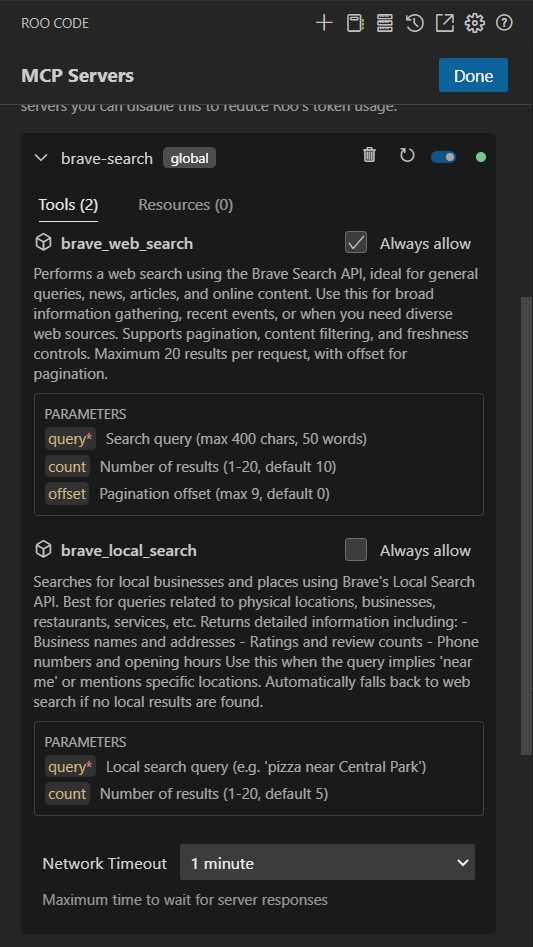 ROO CODE
MCP Servers
Done
servers you can disable this to reduce Roo's token usage.
brave-search global
Tools (2) Resources (0)
brave_web_search Always allow
Performs a web search using the Brave Search API, ideal for general
queries, news, articles, and online content. Use this for broad
information gathering, recent events, or when you need diverse
web sources. Supports pagination, content filtering, and freshness
controls. Maximum 20 results per request, with offset for
pagination.
PARAMETERS
query* Search query (max 400 chars, 50 words)
count Number of results (1-20, default 10)
offset Pagination offset (max 9, default 0)
brave_local_search Always allow
Searches for local businesses and places using Brave's Local Search
API. Best for queries related to physical locations, businesses,
restaurants, services, etc. Returns detailed information including: -
Business names and addresses - Ratings and review counts - Phone
numbers and opening hours Use this when the query implies 'near
me' or mentions specific locations. Automatically falls back to web
search if no local results are found.
PARAMETERS
query* Local search query (e.g. 'pizza near Central Park')
count Number of results (1-20, default 5)
Network Timeout 1 minute
Maximum time to wait for server responses